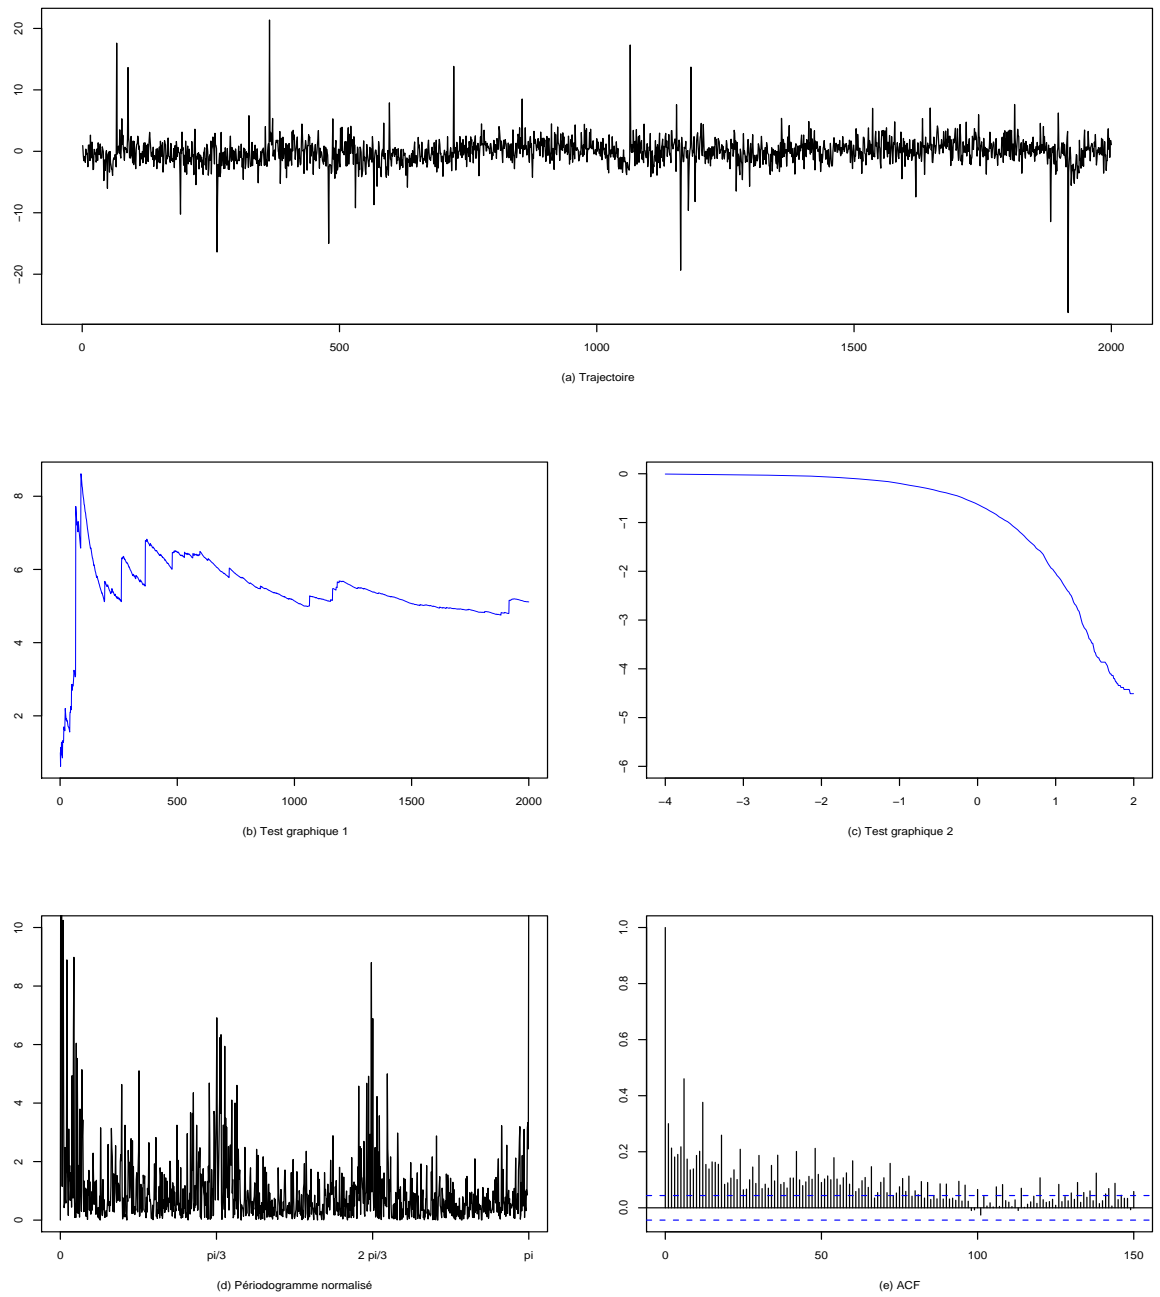 20
10
0
−10
−20
0 500 1000 1500 2000
(a) Trajectoire
8
6
4
2
0 500 1000 1500 2000
(b) Test graphique 1
0
−1
−2
−3
−4
−5
−6
−4 −3 −2 −1 0 1 2
(c) Test graphique 2
10
8
6
4
2
0
0 pi/3 2 pi/3 pi
(d) Périodogramme normalisé
1.0
0.8
0.6
0.4
0.2
0.0
0 50 100 150
(e) ACF